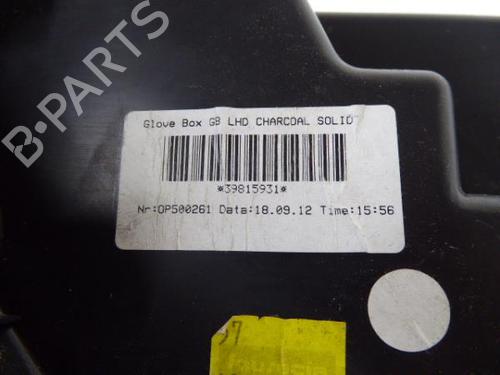 Glove Box GB LHD CHARCOAL SOLID
*39815931*
Nr:OP500261 Data:18.09.12 Time:15:56
B-PARTS